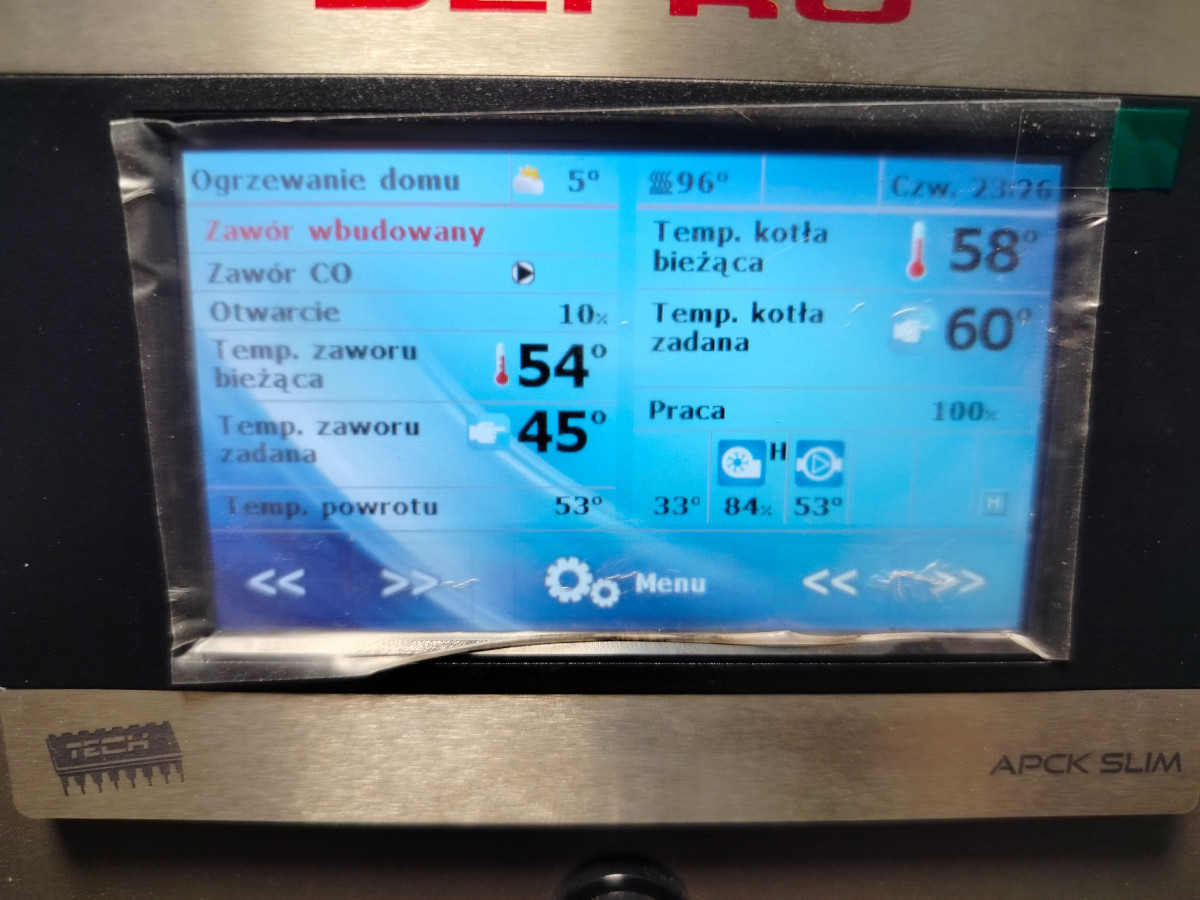 DEFRO
Ogrzewanie domu 5°
96° Czw. 23:26
Zawór wbudowany
Zawór CO
Otwarcie 10%
Temp. zaworu
bieżąca 54°
Temp. zaworu
zadana 45°
Temp. powrotu 53°
Temp. kotła
bieżąca 58°
Temp. kotła
zadana 60°
Praca 100%
H
33° 84% 53° H
<< >> Menu << >>
TECH
APCK SLIM